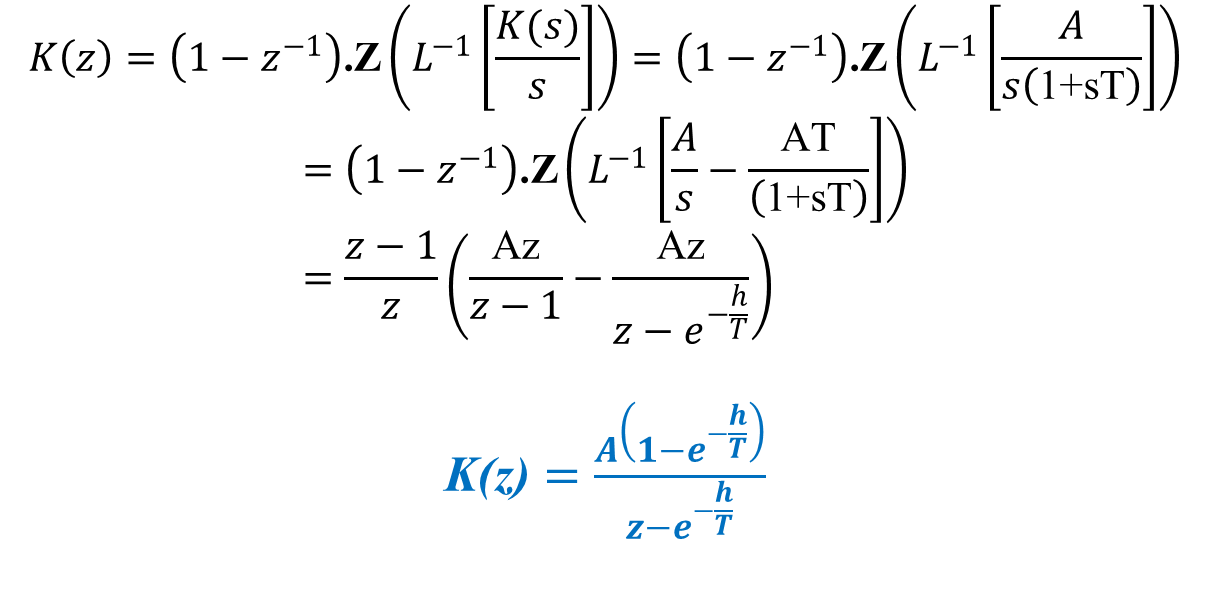 K(z) = (1 − z⁻¹).Z(L⁻¹[K(s)/s]) = (1 − z⁻¹).Z(L⁻¹[A/(s(1+sT))])
= (1 − z⁻¹).Z(L⁻¹[A/s − AT/(1+sT)])
= (z − 1)/z (Az/(z − 1) − Az/(z − e^(−h/T)))
K(z) = A(1−e^(−h/T))/(z−e^(−h/T))